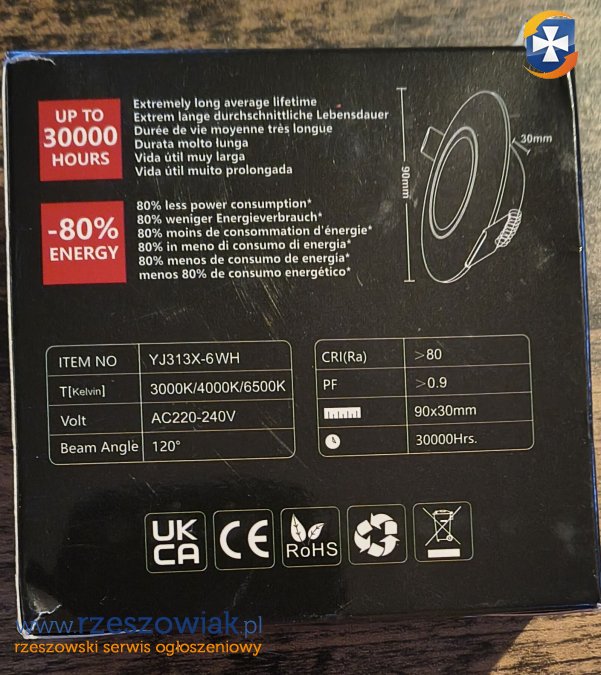 UP TO
30000
HOURS
Extremely long average lifetime
Extrem lange durchschnittliche Lebensdauer
Durée de vie moyenne très longue
Durata molto lunga
Vida útil muy larga
Vida útil muito prolongada
-80%
ENERGY
80% less power consumption*
80% weniger Energieverbrauch*
80% moins de consommation d'énergie*
80% in meno di consumo di energia*
80% menos de consumo de energía*
menos 80% de consumo energético*
90mm
30mm
ITEM NO YJ313X-6WH
T[Kelvin] 3000K/4000K/6500K
Volt AC220-240V
Beam Angle 120°
CRI(Ra) >80
PF >0.9
90x30mm
30000Hrs.
UK
CA
CE
RoHS
www.rzeszowiak.pl
rzeszowski serwis ogłoszeniowy